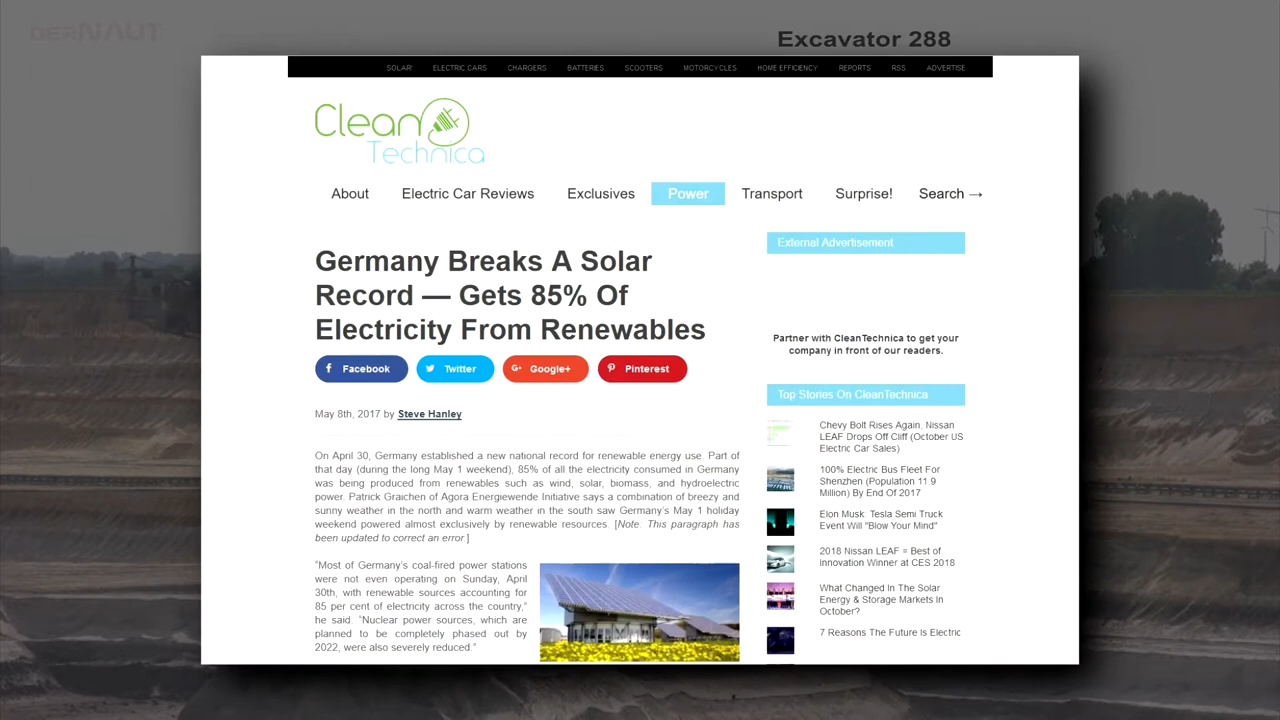 DERNAUT
Excavator 288
SOLAR! ELECTRIC CARS CHARGERS BATTERIES SCOOTERS MOTORCYCLES HOME EFFICIENCY REPORTS RSS ADVERTISE
Clean
Technica
About Electric Car Reviews Exclusives Power Transport Surprise! Search →
Germany Breaks A Solar
Record — Gets 85% Of
Electricity From Renewables
Facebook Twitter G+ Google+ Pinterest
May 8th, 2017 by Steve Hanley
On April 30, Germany established a new national record for renewable energy use. Part of
that day (during the long May 1 weekend), 85% of all the electricity consumed in Germany
was being produced from renewables such as wind, solar, biomass, and hydroelectric
power. Patrick Graichen of Agora Energiewende Initiative says a combination of breezy and
sunny weather in the north and warm weather in the south saw Germany's May 1 holiday
weekend powered almost exclusively by renewable resources. [Note. This paragraph has
been updated to correct an error.]
“Most of Germany's coal-fired power stations
were not even operating on Sunday, April
30th, with renewable sources accounting for
85 per cent of electricity across the country,”
he said. “Nuclear power sources, which are
planned to be completely phased out by
2022, were also severely reduced.”
External Advertisement
Partner with CleanTechnica to get your
company in front of our readers.
Top Stories On CleanTechnica
Chevy Bolt Rises Again. Nissan
LEAF Drops Off Cliff (October US
Electric Car Sales)
100% Electric Bus Fleet For
Shenzhen (Population 11.9
Million) By End Of 2017
Elon Musk: Tesla Semi Truck
Event Will "Blow Your Mind"
2018 Nissan LEAF = Best of
Innovation Winner at CES 2018
What Changed In The Solar
Energy & Storage Markets In
October?
7 Reasons The Future Is Electric